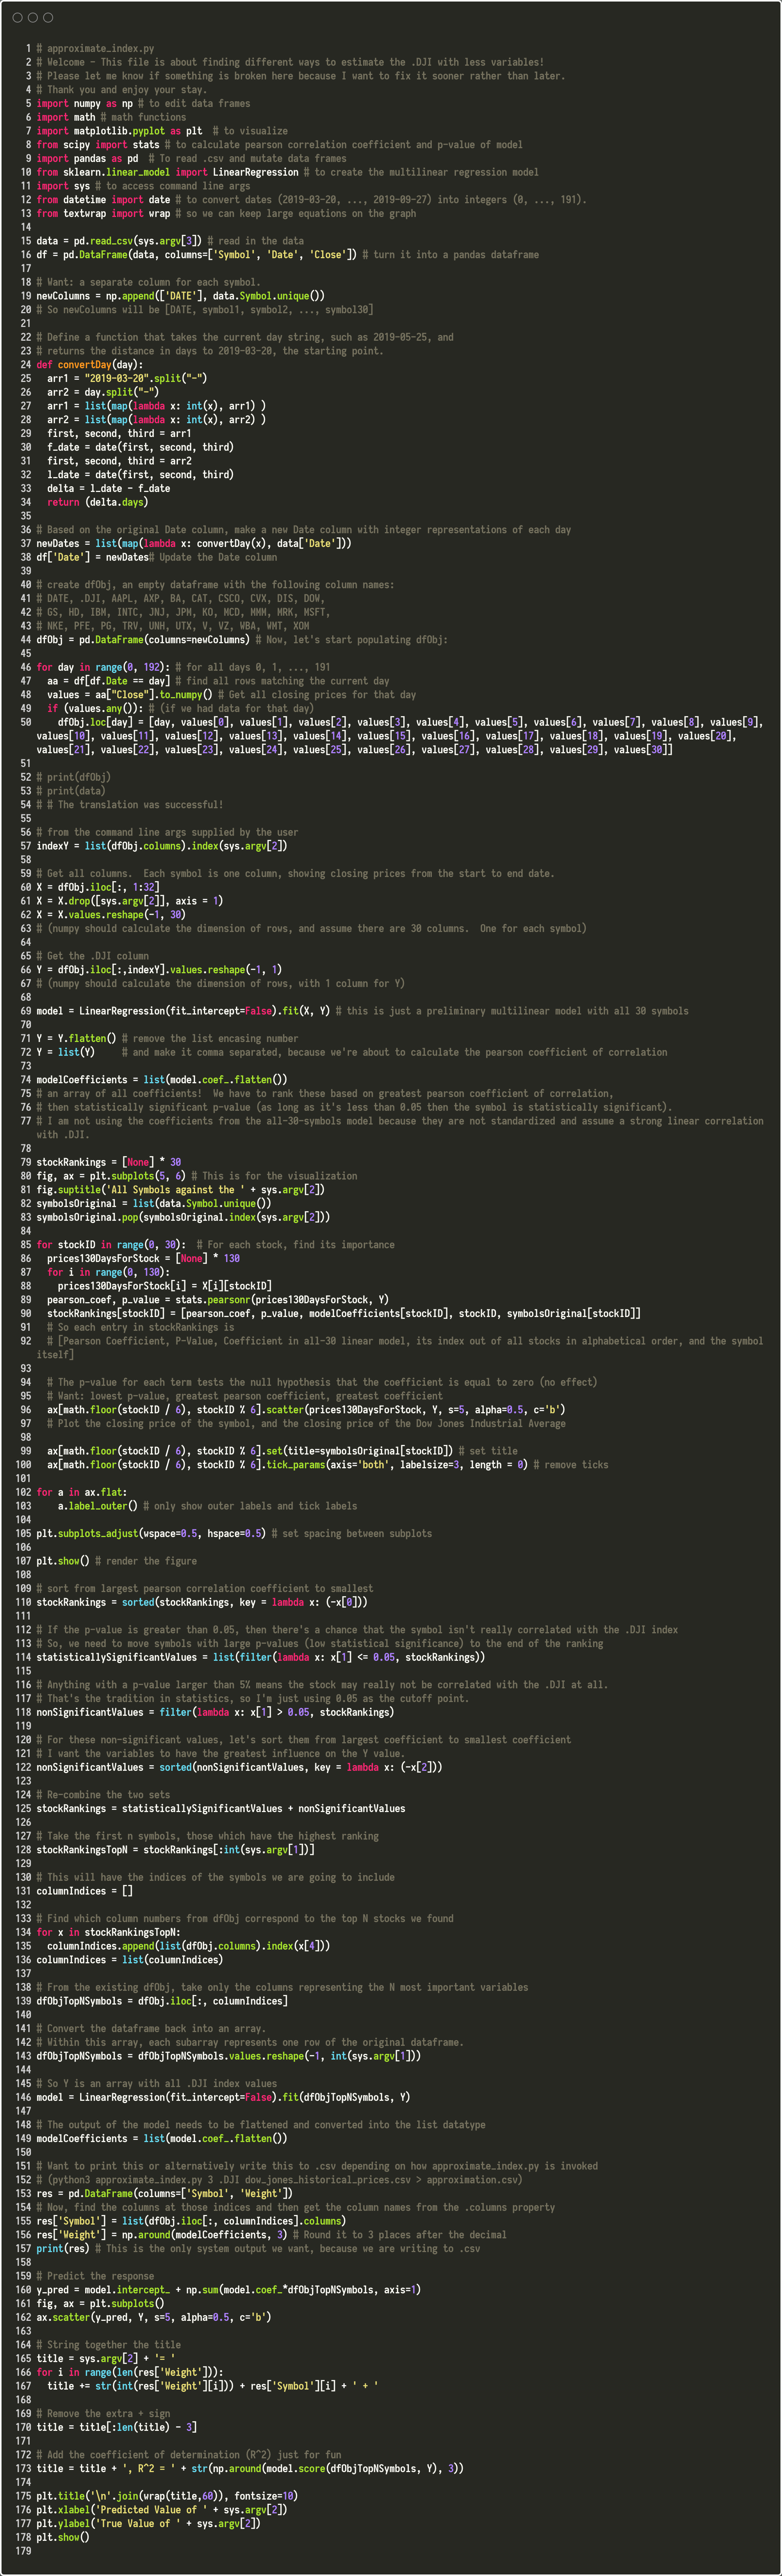 1 # approximate_index.py
2 # Welcome - This file is about finding different ways to estimate the .DJI with less variables!
3 # Please let me know if something is broken here because I want to fix it sooner rather than later.
4 # Thank you and enjoy your stay.
5 import numpy as np # to edit data frames
6 import math # math functions
7 import matplotlib.pyplot as plt  # to visualize
8 from scipy import stats # to calculate pearson correlation coefficient and p-value of model
9 import pandas as pd  # To read .csv and mutate data frames
10 from sklearn.linear_model import LinearRegression # to create the multilinear regression model
11 import sys # to access command line args
12 from datetime import date # to convert dates (2019-03-20, ..., 2019-09-27) into integers (0, ..., 191).
13 from textwrap import wrap # so we can keep large equations on the graph
14
15 data = pd.read_csv(sys.argv[3]) # read in the data
16 df = pd.DataFrame(data, columns=['Symbol', 'Date', 'Close']) # turn it into a pandas dataframe
17
18 # Want: a separate column for each symbol.
19 newColumns = np.append(['DATE'], data.Symbol.unique())
20 # So newColumns will be [DATE, symbol1, symbol2, ..., symbol30]
21
22 # Define a function that takes the current day string, such as 2019-05-25, and
23 # returns the distance in days to 2019-03-20, the starting point.
24 def convertDay(day):
25   arr1 = "2019-03-20".split("-")
26   arr2 = day.split("-")
27   arr1 = list(map(lambda x: int(x), arr1) )
28   arr2 = list(map(lambda x: int(x), arr2) )
29   first, second, third = arr1
30   f_date = date(first, second, third)
31   first, second, third = arr2
32   l_date = date(first, second, third)
33   delta = l_date - f_date
34   return (delta.days)
35
36 # Based on the original Date column, make a new Date column with integer representations of each day
37 newDates = list(map(lambda x: convertDay(x), data['Date']))
38 df['Date'] = newDates# Update the Date column
39
40 # create dfObj, an empty dataframe with the following column names:
41 # DATE, .DJI, AAPL, AXP, BA, CAT, CSCO, CVX, DIS, DOW,
42 # GS, HD, IBM, INTC, JNJ, JPM, KO, MCD, MMM, MRK, MSFT,
43 # NKE, PFE, PG, TRV, UNH, UTX, V, VZ, WBA, WMT, XOM
44 dfObj = pd.DataFrame(columns=newColumns) # Now, let's start populating dfObj:
45
46 for day in range(0, 192): # for all days 0, 1, ..., 191
47   aa = df[df.Date == day] # find all rows matching the current day
48   values = aa["Close"].to_numpy() # Get all closing prices for that day
49   if (values.any()): # (if we had data for that day)
50     dfObj.loc[day] = [day, values[0], values[1], values[2], values[3], values[4], values[5], values[6], values[7], values[8], values[9],
values[10], values[11], values[12], values[13], values[14], values[15], values[16], values[17], values[18], values[19], values[20],
values[21], values[22], values[23], values[24], values[25], values[26], values[27], values[28], values[29], values[30]]
51
52 # print(dfObj)
53 # print(data)
54 # # The translation was successful!
55
56 # from the command line args supplied by the user
57 indexY = list(dfObj.columns).index(sys.argv[2])
58
59 # Get all columns.  Each symbol is one column, showing closing prices from the start to end date.
60 X = dfObj.iloc[:, 1:32]
61 X = X.drop([sys.argv[2]], axis = 1)
62 X = X.values.reshape(-1, 30)
63 # (numpy should calculate the dimension of rows, and assume there are 30 columns.  One for each symbol)
64
65 # Get the .DJI column
66 Y = dfObj.iloc[:,indexY].values.reshape(-1, 1)
67 # (numpy should calculate the dimension of rows, with 1 column for Y)
68
69 model = LinearRegression(fit_intercept=False).fit(X, Y) # this is just a preliminary multilinear model with all 30 symbols
70
71 Y = Y.flatten() # remove the list encasing number
72 Y = list(Y)     # and make it comma separated, because we're about to calculate the pearson coefficient of correlation
73
74 modelCoefficients = list(model.coef_.flatten())
75 # an array of all coefficients!  We have to rank these based on greatest pearson coefficient of correlation,
76 # then statistically significant p-value (as long as it's less than 0.05 then the symbol is statistically significant).
77 # I am not using the coefficients from the all-30-symbols model because they are not standardized and assume a strong linear correlation
with .DJI.
78
79 stockRankings = [None] * 30
80 fig, ax = plt.subplots(5, 6) # This is for the visualization
81 fig.suptitle('All Symbols against the ' + sys.argv[2])
82 symbolsOriginal = list(data.Symbol.unique())
83 symbolsOriginal.pop(symbolsOriginal.index(sys.argv[2]))
84
85 for stockID in range(0, 30):  # For each stock, find its importance
86   prices130DaysForStock = [None] * 130
87   for i in range(0, 130):
88     prices130DaysForStock[i] = X[i][stockID]
89   pearson_coef, p_value = stats.pearsonr(prices130DaysForStock, Y)
90   stockRankings[stockID] = [pearson_coef, p_value, modelCoefficients[stockID], stockID, symbolsOriginal[stockID]]
91   # So each entry in stockRankings is
92   # [Pearson Coefficient, P-Value, Coefficient in all-30 linear model, its index out of all stocks in alphabetical order, and the symbol
itself]
93
94   # The p-value for each term tests the null hypothesis that the coefficient is equal to zero (no effect)
95   # Want: lowest p-value, greatest pearson coefficient, greatest coefficient
96   ax[math.floor(stockID / 6), stockID % 6].scatter(prices130DaysForStock, Y, s=5, alpha=0.5, c='b')
97   # Plot the closing price of the symbol, and the closing price of the Dow Jones Industrial Average
98
99   ax[math.floor(stockID / 6), stockID % 6].set(title=symbolsOriginal[stockID]) # set title
100   ax[math.floor(stockID / 6), stockID % 6].tick_params(axis='both', labelsize=3, length = 0) # remove ticks
101
102 for a in ax.flat:
103     a.label_outer() # only show outer labels and tick labels
104
105 plt.subplots_adjust(wspace=0.5, hspace=0.5) # set spacing between subplots
106
107 plt.show() # render the figure
108
109 # sort from largest pearson correlation coefficient to smallest
110 stockRankings = sorted(stockRankings, key = lambda x: (-x[0]))
111
112 # If the p-value is greater than 0.05, then there's a chance that the symbol isn't really correlated with the .DJI index
113 # So, we need to move symbols with large p-values (low statistical significance) to the end of the ranking
114 statisticallySignificantValues = list(filter(lambda x: x[1] <= 0.05, stockRankings))
115
116 # Anything with a p-value larger than 5% means the stock may really not be correlated with the .DJI at all.
117 # That's the tradition in statistics, so I'm just using 0.05 as the cutoff point.
118 nonSignificantValues = filter(lambda x: x[1] > 0.05, stockRankings)
119
120 # For these non-significant values, let's sort them from largest coefficient to smallest coefficient
121 # I want the variables to have the greatest influence on the Y value.
122 nonSignificantValues = sorted(nonSignificantValues, key = lambda x: (-x[2]))
123
124 # Re-combine the two sets
125 stockRankings = statisticallySignificantValues + nonSignificantValues
126
127 # Take the first n symbols, those which have the highest ranking
128 stockRankingsTopN = stockRankings[:int(sys.argv[1])]
129
130 # This will have the indices of the symbols we are going to include
131 columnIndices = []
132
133 # Find which column numbers from dfObj correspond to the top N stocks we found
134 for x in stockRankingsTopN:
135   columnIndices.append(list(dfObj.columns).index(x[4]))
136 columnIndices = list(columnIndices)
137
138 # From the existing dfObj, take only the columns representing the N most important variables
139 dfObjTopNSymbols = dfObj.iloc[:, columnIndices]
140
141 # Convert the dataframe back into an array.
142 # Within this array, each subarray represents one row of the original dataframe.
143 dfObjTopNSymbols = dfObjTopNSymbols.values.reshape(-1, int(sys.argv[1]))
144
145 # So Y is an array with all .DJI index values
146 model = LinearRegression(fit_intercept=False).fit(dfObjTopNSymbols, Y)
147
148 # The output of the model needs to be flattened and converted into the list datatype
149 modelCoefficients = list(model.coef_.flatten())
150
151 # Want to print this or alternatively write this to .csv depending on how approximate_index.py is invoked
152 # (python3 approximate_index.py 3 .DJI dow_jones_historical_prices.csv > approximation.csv)
153 res = pd.DataFrame(columns=['Symbol', 'Weight'])
154 # Now, find the columns at those indices and then get the column names from the .columns property
155 res['Symbol'] = list(dfObj.iloc[:, columnIndices].columns)
156 res['Weight'] = np.around(modelCoefficients, 3) # Round it to 3 places after the decimal
157 print(res) # This is the only system output we want, because we are writing to .csv
158
159 # Predict the response
160 y_pred = model.intercept_ + np.sum(model.coef_*dfObjTopNSymbols, axis=1)
161 fig, ax = plt.subplots()
162 ax.scatter(y_pred, Y, s=5, alpha=0.5, c='b')
163
164 # String together the title
165 title = sys.argv[2] + '= '
166 for i in range(len(res['Weight'])):
167   title += str(int(res['Weight'][i])) + res['Symbol'][i] + ' + '
168
169 # Remove the extra + sign
170 title = title[:len(title) - 3]
171
172 # Add the coefficient of determination (R^2) just for fun
173 title = title + ', R^2 = ' + str(np.around(model.score(dfObjTopNSymbols, Y), 3))
174
175 plt.title('\n'.join(wrap(title,60)), fontsize=10)
176 plt.xlabel('Predicted Value of ' + sys.argv[2])
177 plt.ylabel('True Value of ' + sys.argv[2])
178 plt.show()
179